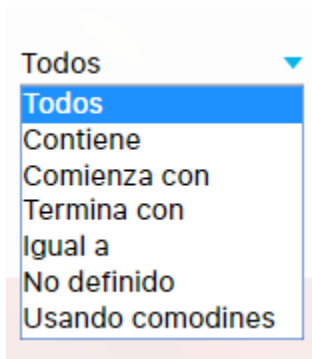 Todos
Todos
Contiene
Comienza con
Termina con
Igual a
No definido
Usando comodines